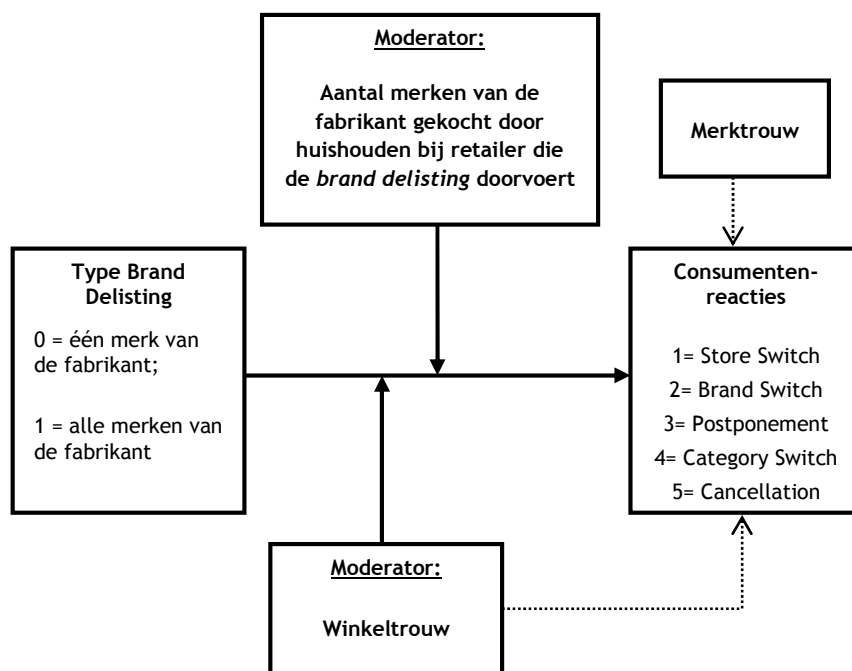 Moderator:
Aantal merken van de
fabrikant gekocht door
huishouden bij retailer die
de brand delisting doorvoert
Merktrouw
Type Brand
Delisting
0 = één merk van
de fabrikant;
1 = alle merken van
de fabrikant
Consumenten-
reacties
1= Store Switch
2= Brand Switch
3= Postponement
4= Category Switch
5= Cancellation
Moderator:
Winkeltrouw